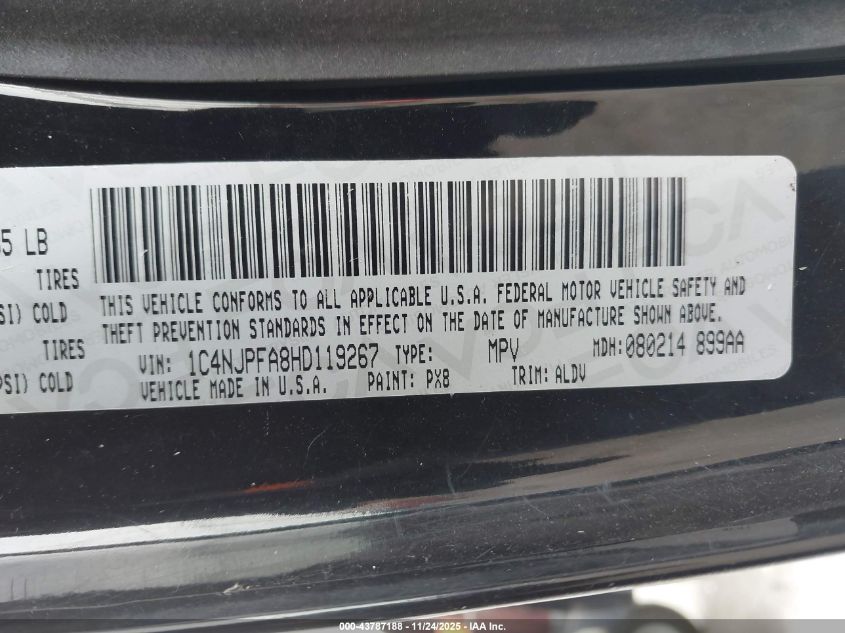 5 LB
TIRES
SI) COLD
TIRES
PSI) COLD
THIS VEHICLE CONFORMS TO ALL APPLICABLE U.S.A. FEDERAL MOTOR VEHICLE SAFETY AND
THEFT PREVENTION STANDARDS IN EFFECT ON THE DATE OF MANUFACTURE SHOWN ABOVE.
VIN: 1C4NJPFA8HD119267 TYPE: MPV MDH:080214 899AA
VEHICLE MADE IN U.S.A. PAINT: PX8 TRIM: ALDV
000-43787188 - 11/24/2025 - IAA Inc.